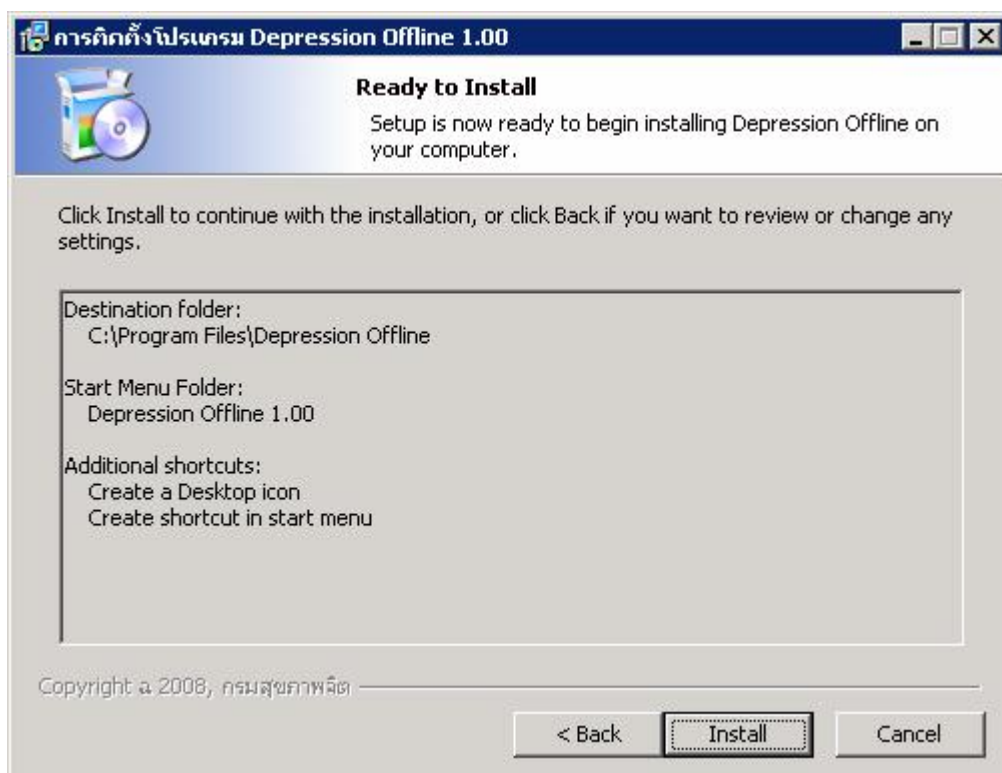 การติดตั้งโปรแกรม Depression Offline 1.00
Ready to Install
Setup is now ready to begin installing Depression Offline on
your computer.
Click Install to continue with the installation, or click Back if you want to review or change any
settings.
Destination folder:
C:\Program Files\Depression Offline
Start Menu Folder:
Depression Offline 1.00
Additional shortcuts:
Create a Desktop icon
Create shortcut in start menu
Copyright ฉ 2008, กรมสุขภาพจิต
< Back
Install
Cancel